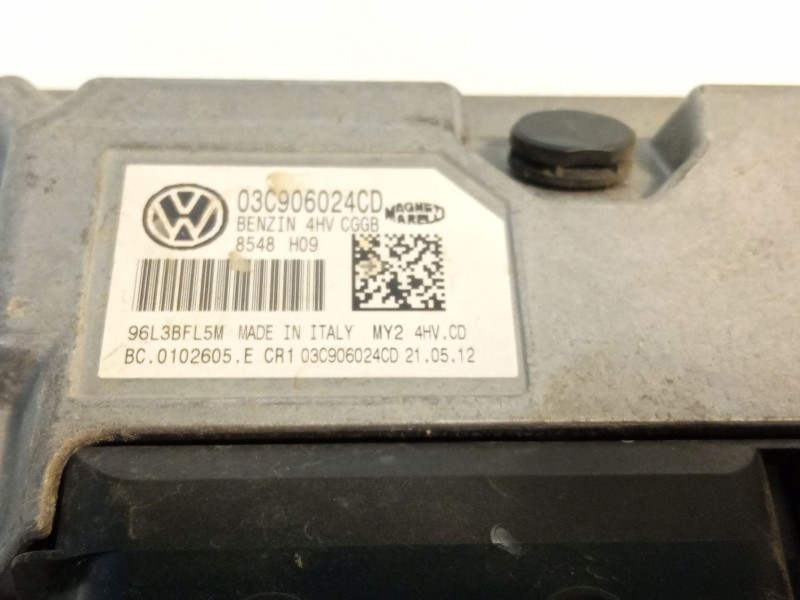 03C906024CD
MAGNETI
MARELLI
BENZIN 4HV CGGB
8548 H09
96L3BFL5M MADE IN ITALY MY2 4HV.CD
BC.0102605.E CR1 03C906024CD 21.05.12